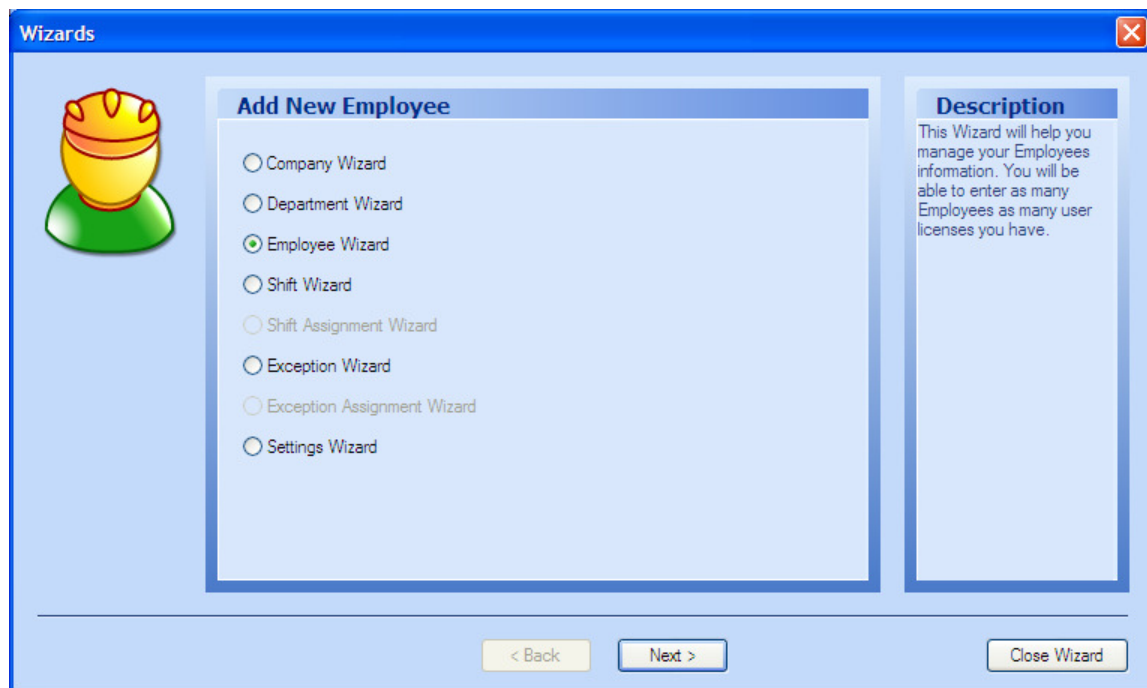 Wizards
Add New Employee
Company Wizard
Department Wizard
Employee Wizard
Shift Wizard
Shift Assignment Wizard
Exception Wizard
Exception Assignment Wizard
Settings Wizard
Description
This Wizard will help you
manage your Employees
information. You will be
able to enter as many
Employees as many user
licenses you have.
< Back
Next >
Close Wizard